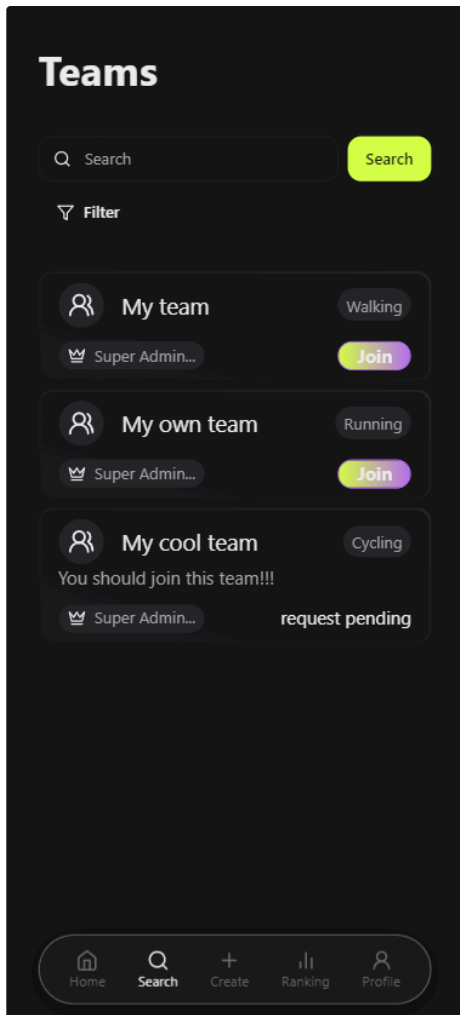 Teams
Search Search
Filter
My team Walking
Super Admin... Join
My own team Running
Super Admin... Join
My cool team Cycling
You should join this team!!!
Super Admin... request pending
Home Search Create Ranking Profile